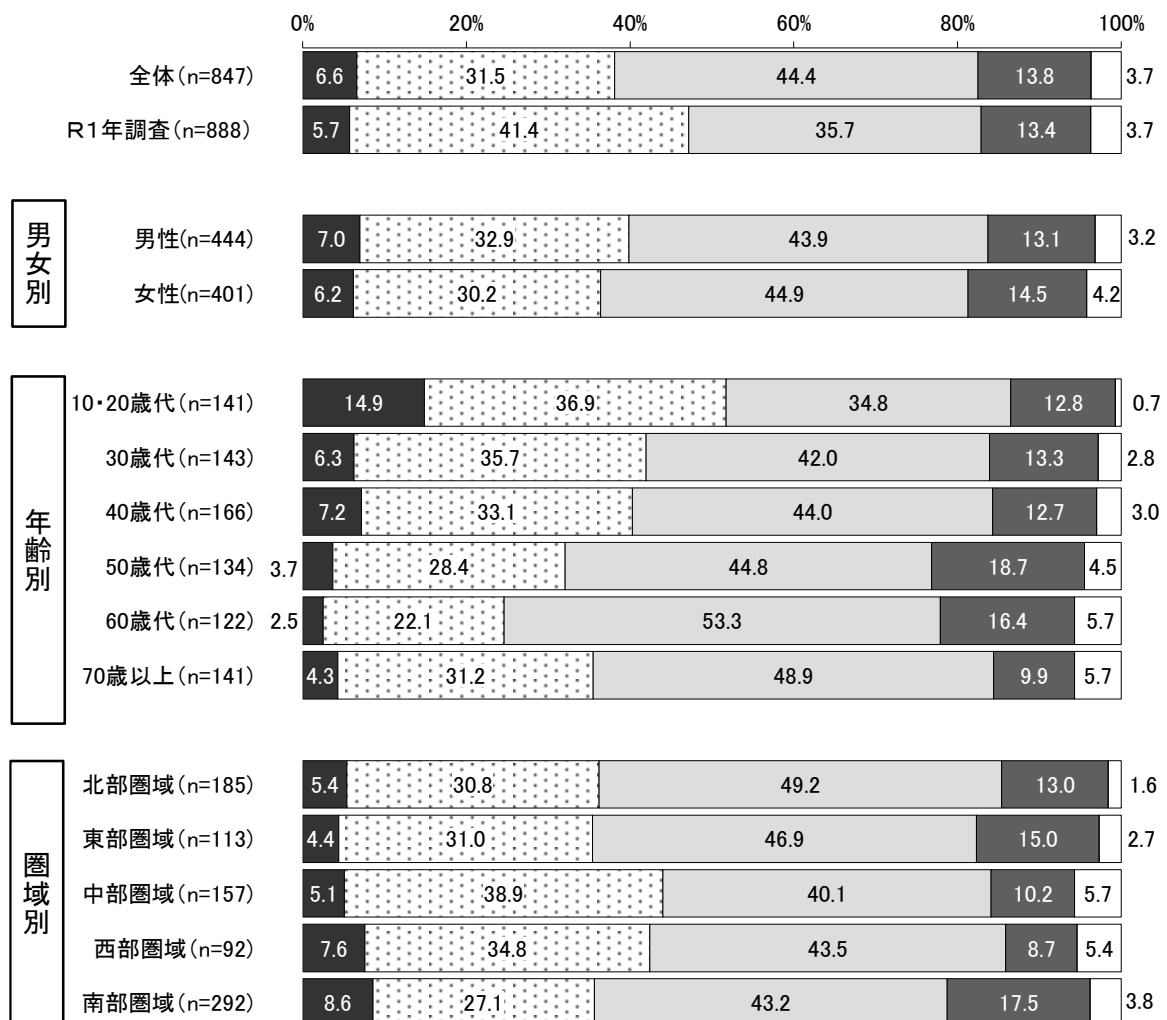 0% 20% 40% 60% 80% 100%
全体(n=847) 6.6 31.5 44.4 13.8 3.7
R1年調査(n=888) 5.7 41.4 35.7 13.4 3.7
男女別
男性(n=444) 7.0 32.9 43.9 13.1 3.2
女性(n=401) 6.2 30.2 44.9 14.5 4.2
年齢別
10・20歳代(n=141) 14.9 36.9 34.8 12.8 0.7
30歳代(n=143) 6.3 35.7 42.0 13.3 2.8
40歳代(n=166) 7.2 33.1 44.0 12.7 3.0
50歳代(n=134) 3.7 28.4 44.8 18.7 4.5
60歳代(n=122) 2.5 22.1 53.3 16.4 5.7
70歳以上(n=141) 4.3 31.2 48.9 9.9 5.7
圏域別
北部圏域(n=185) 5.4 30.8 49.2 13.0 1.6
東部圏域(n=113) 4.4 31.0 46.9 15.0 2.7
中部圏域(n=157) 5.1 38.9 40.1 10.2 5.7
西部圏域(n=92) 7.6 34.8 43.5 8.7 5.4
南部圏域(n=292) 8.6 27.1 43.2 17.5 3.8